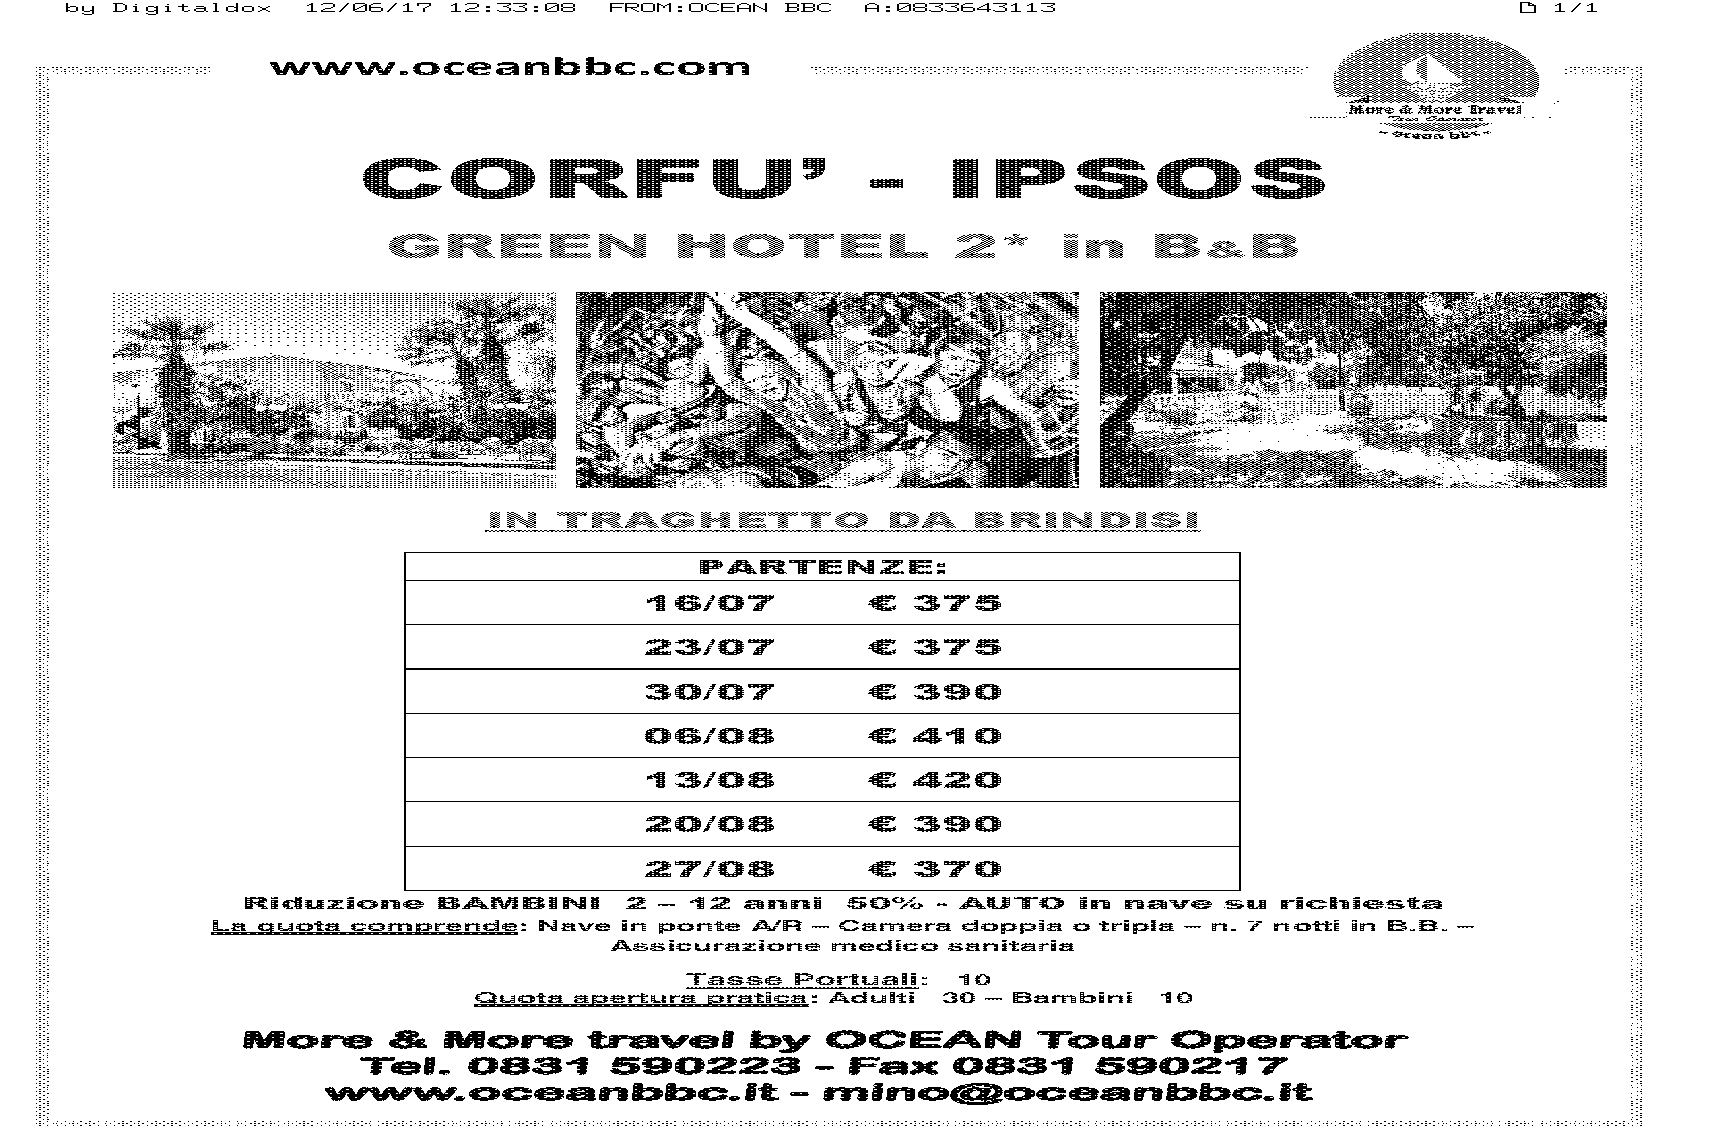 by Digitaldox 12/06/17 12:33:08 FROM:OCEAN BBC A:0833643113 1/1
www.oceanbbc.com
More & More Travel
Tour Operator
CORFU’ - IPSOS
GREEN HOTEL 2* in B&B
IN TRAGHETTO DA BRINDISI
PARTENZE:
16/07 € 375
23/07 € 375
30/07 € 390
06/08 € 410
13/08 € 420
20/08 € 390
27/08 € 370
Riduzione BAMBINI 2 – 12 anni 50% - AUTO in nave su richiesta
La quota comprende: Nave in ponte A/R – Camera doppia o tripla – n. 7 notti in B.B. –
Assicurazione medico sanitaria
Tasse Portuali: 10
Quota apertura pratica: Adulti 30 – Bambini 10
More & More travel by OCEAN Tour Operator
Tel. 0831 590223 - Fax 0831 590217
www.oceanbbc.it - mino@oceanbbc.it